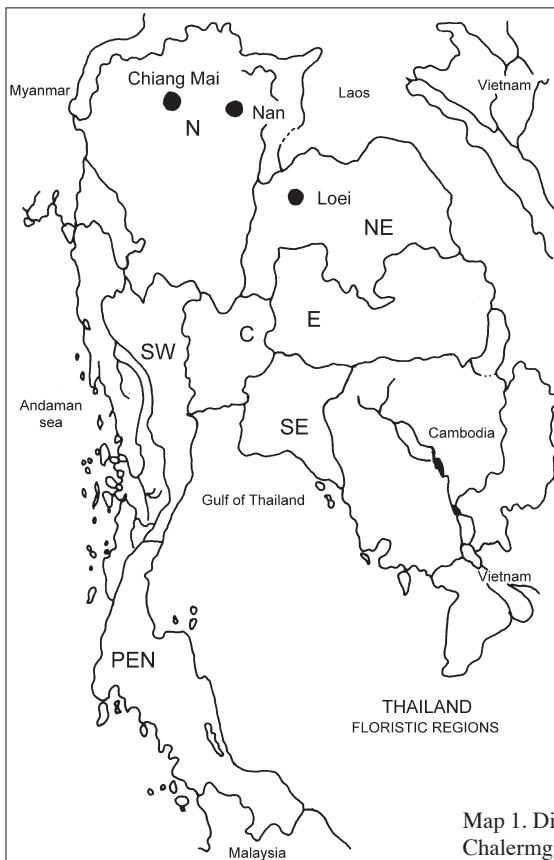 Chiang Mai
Myanmar
Laos
Vietnam
Nan
N
Loei
NE
C
E
SW
Andaman
sea
SE
Cambodia
Gulf of Thailand
Vietnam
PEN
THAILAND
FLORISTIC REGIONS
Malaysia
Map 1. Di
Chalermg